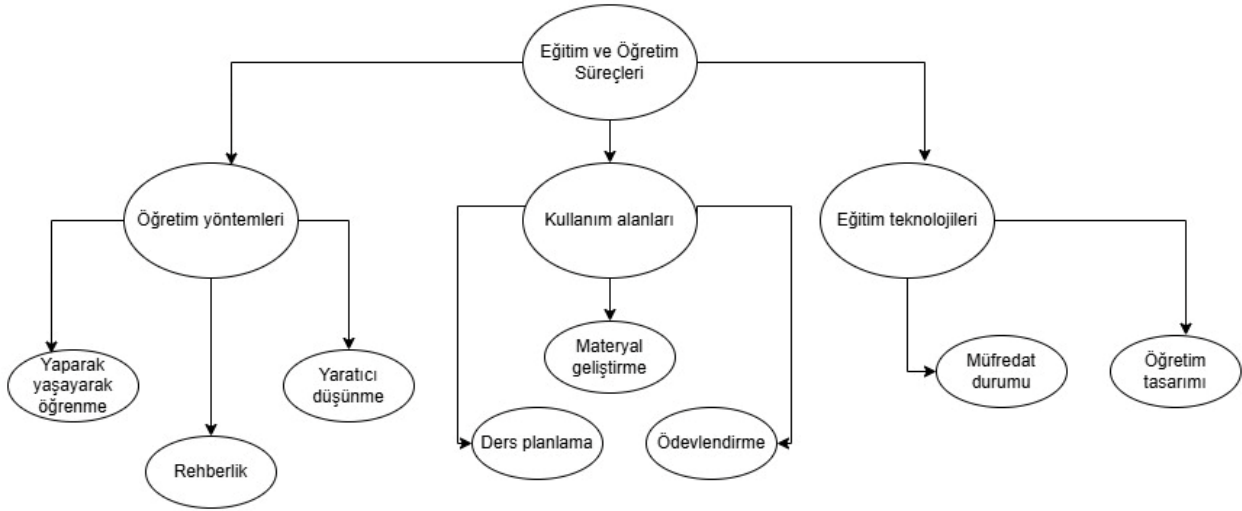 Eğitim ve Öğretim
Süreçleri
Öğretim yöntemleri
Kullanım alanları
Eğitim teknolojileri
Yaparak
yaşayarak
öğrenme
Rehberlik
Yaratıcı
düşünme
Materyal
geliştirme
Ders planlama
Ödevlendirme
Müfredat
durumu
Öğretim
tasarımı